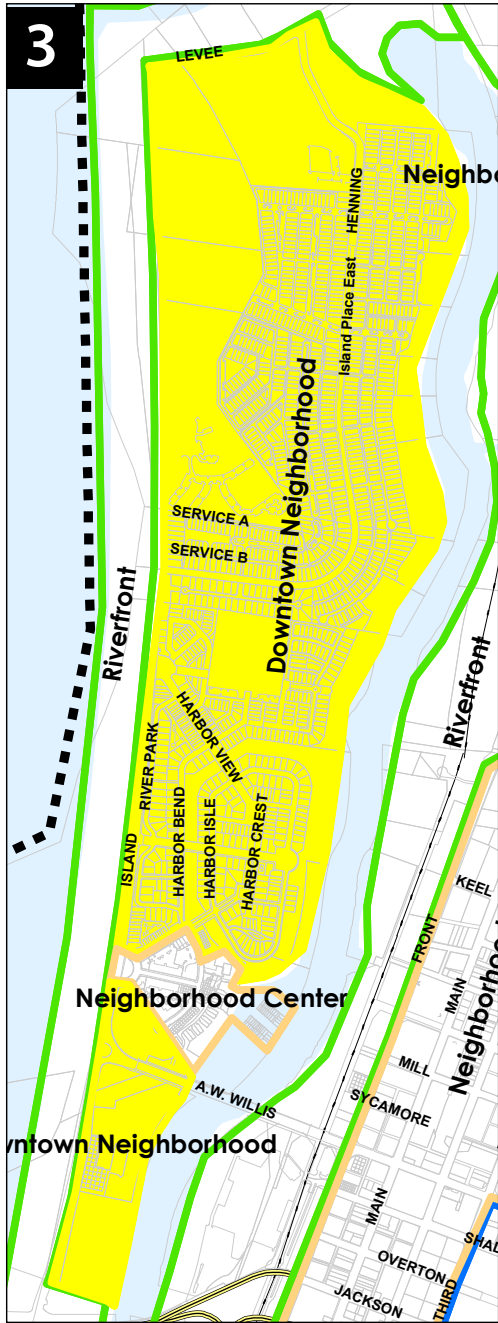 3
LEVEE
Neighbo
HENNING
Island Place East
Downtown Neighborhood
SERVICE A
SERVICE B
Riverfront
Riverfront
HARBOR VIEW
RIVER PARK
HARBOR BEND
HARBOR ISLE
HARBOR CREST
ISLAND
KEEL
FRONT
MAIN
Neighborhood
Neighborhood Center
MILL
A.W. WILLIS
SYCAMORE
wntown Neighborhood
MAIN
SHAD
OVERTON
THIRD
JACKSON